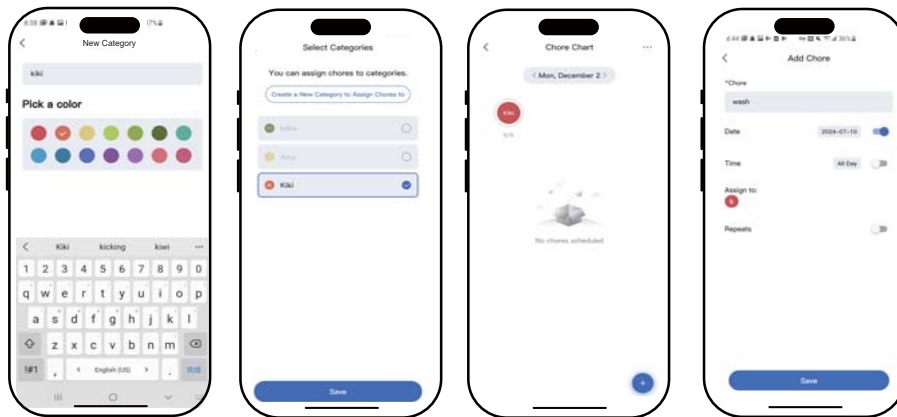 New Category
kiki
Pick a color
Kiki kicking kiwi
1 2 3 4 5 6 7 8 9 0
q w e r t y u i o p
a s d f g h j k l
z x c v b n m
!#1 , < English (US) > .
Select Categories
You can assign chores to categories.
Create a New Category to Assign Chores to
Amy
Kiki
Save
Chore Chart
< Mon, December 2 >
Kiki
0/0
No chores scheduled
+
Add Chore
*Chore
wash
Date 2024-07-10
Time All Day
Assign to:
k
Repeats
Save